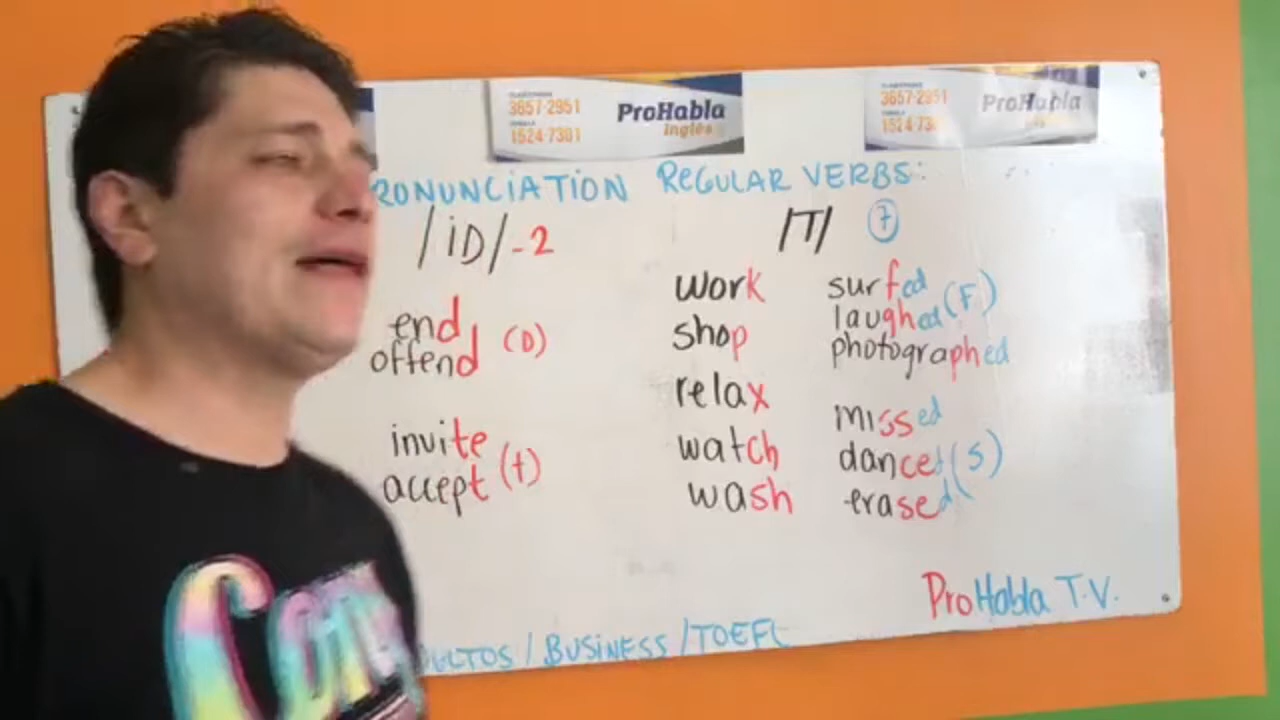 3657-2951
1524-7301
ProHabla
Inglés
3657-2951
ProHabla
RONUNCIATION REGULAR VERBS:
/iD/-2
end
offend (D)
invite
accept (t)
/T/ 7
work
shop
relax
watch
wash
surfed
laughed (F)
photographed
missed
danced (S)
erased
ProHabla T.V.
ULTOS / BUSINESS / TOEFL